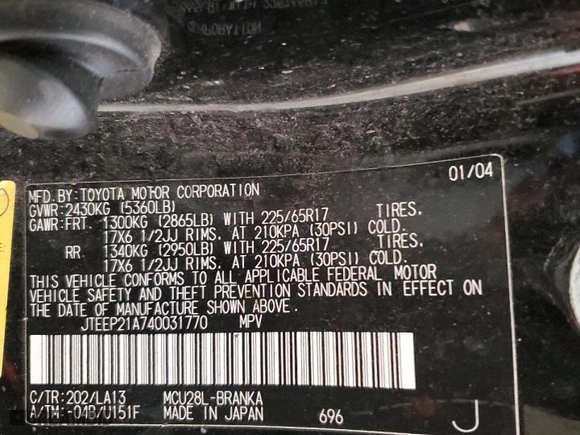 01/04
MFD.BY: TOYOTA MOTOR CORPORATION
GVWR: 2430KG (5360LB)
GAWR: FRT. 1300KG (2865LB) WITH 225/65R17 TIRES.
17X6 1/2JJ RIMS. AT 210KPA (30PSI) COLD.
RR 1340KG (2950LB) WITH 225/65R17 TIRES.
17X6 1/2JJ RIMS. AT 210KPA (30PSI) COLD.
THIS VEHICLE CONFORMS TO ALL APPLICABLE FEDERAL MOTOR
VEHICLE SAFETY AND THEFT PREVENTION STANDARDS IN EFFECT ON
THE DATE OF MANUFACTURE SHOWN ABOVE.
JTEEP21A740031770 MPV
C/TR: 202/LA13 MCU28L-BRANKA
A/TM: -04B/U151F MADE IN JAPAN 696 J